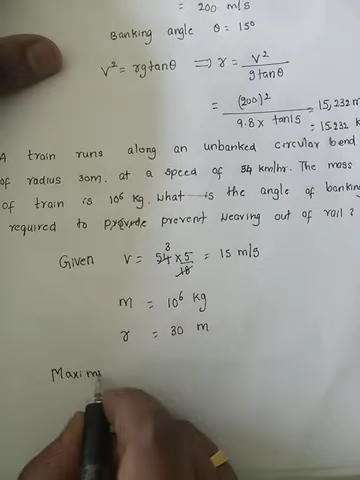 = 200 m/s
Banking angle θ = 15°
V² = rg tanθ ⟹ r = V² / g tanθ
= (200)² / 9.8 × tan15 = 15,232 m
= 15.232 k
A train runs along an unbanked circular bend
of radius 30m. at a speed of 54 km/hr. The mass
of train is 10⁶ kg. What is the angle of banking
required to provide prevent wearing out of rail?
Given V = 54 3 × 5 / 18 = 15 m/s
m = 10⁶ kg
r = 30 m
Maxim